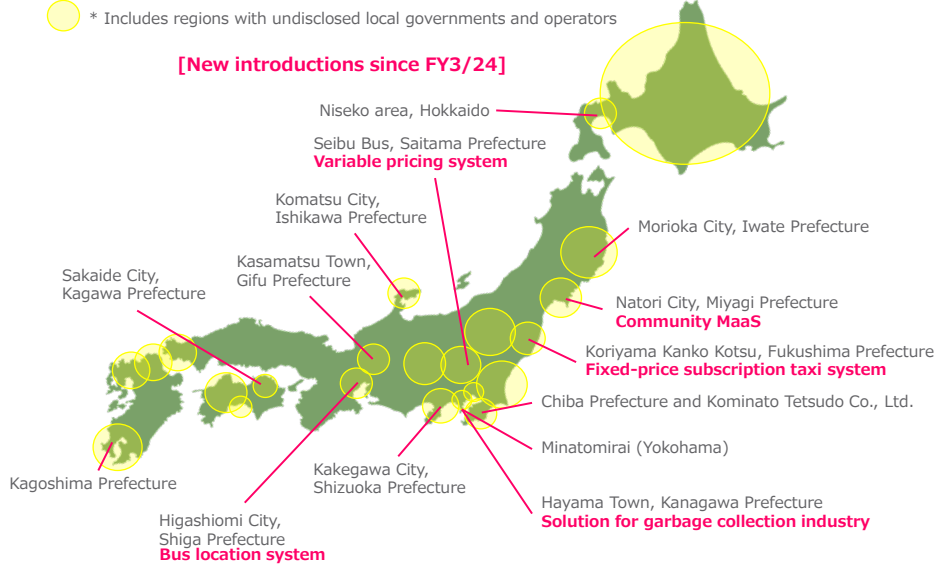 * Includes regions with undisclosed local governments and operators
[New introductions since FY3/24]
Niseko area, Hokkaido
Seibu Bus, Saitama Prefecture
Variable pricing system
Komatsu City,
Ishikawa Prefecture
Morioka City, Iwate Prefecture
Kasamatsu Town,
Gifu Prefecture
Sakaide City,
Kagawa Prefecture
Natori City, Miyagi Prefecture
Community MaaS
Koriyama Kanko Kotsu, Fukushima Prefecture
Fixed-price subscription taxi system
Chiba Prefecture and Kominato Tetsudo Co., Ltd.
Minatomirai (Yokohama)
Kakegawa City,
Shizuoka Prefecture
Kagoshima Prefecture
Hayama Town, Kanagawa Prefecture
Solution for garbage collection industry
Higashiomi City,
Shiga Prefecture
Bus location system